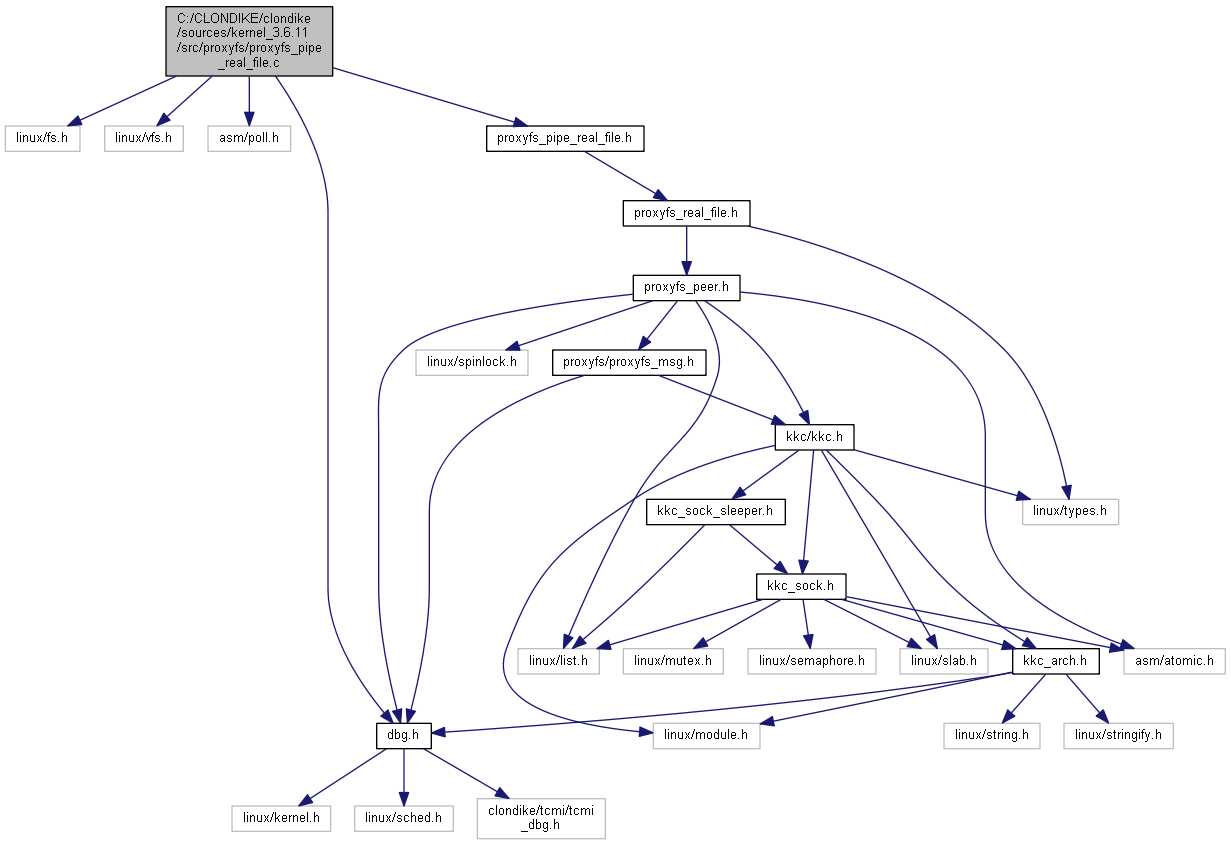 C:/CLONDIKE/clondike
/sources/kernel_3.6.11
/src/proxyfs/proxyfs_pipe
_real_file.c
linux/fs.h
linux/vfs.h
asm/poll.h
proxyfs_pipe_real_file.h
proxyfs_real_file.h
proxyfs_peer.h
linux/spinlock.h
proxyfs/proxyfs_msg.h
kkc/kkc.h
kkc_sock_sleeper.h
linux/types.h
kkc_sock.h
linux/list.h
linux/mutex.h
linux/semaphore.h
linux/slab.h
kkc_arch.h
asm/atomic.h
dbg.h
linux/module.h
linux/string.h
linux/stringify.h
linux/kernel.h
linux/sched.h
clondike/tcmi/tcmi
_dbg.h